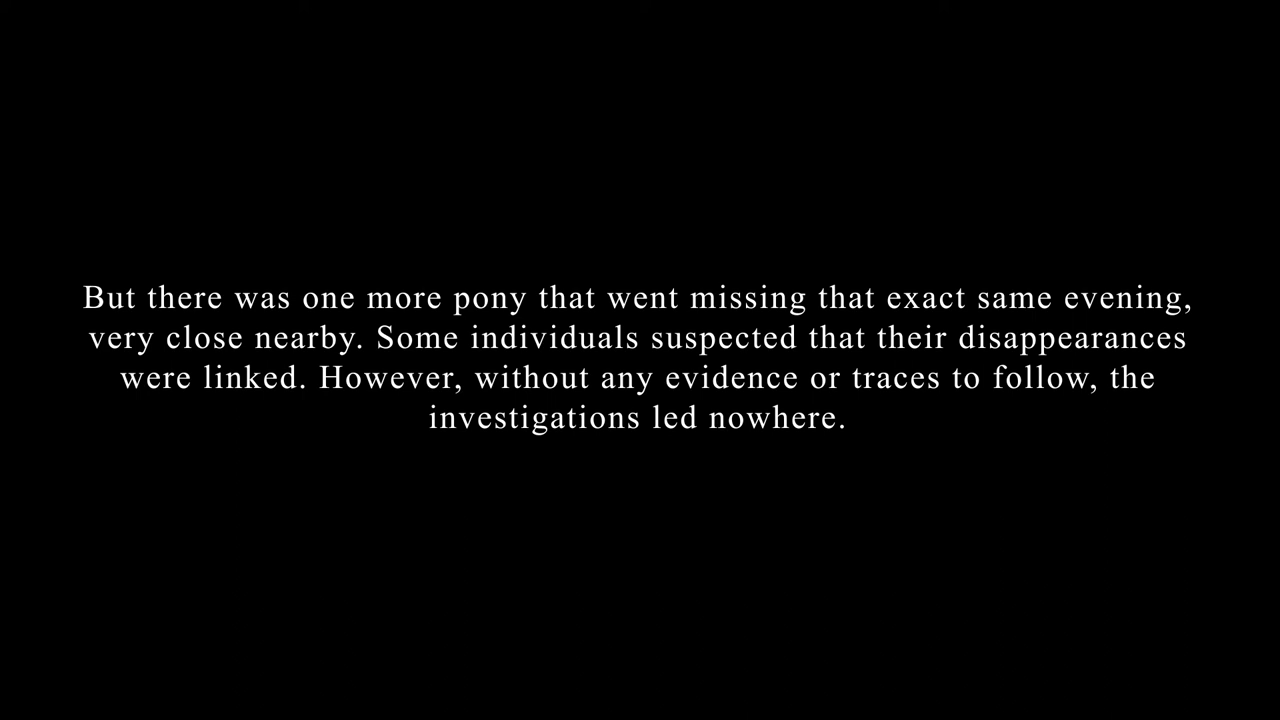 But there was one more pony that went missing that exact same evening,
very close nearby. Some individuals suspected that their disappearances
were linked. However, without any evidence or traces to follow, the
investigations led nowhere.